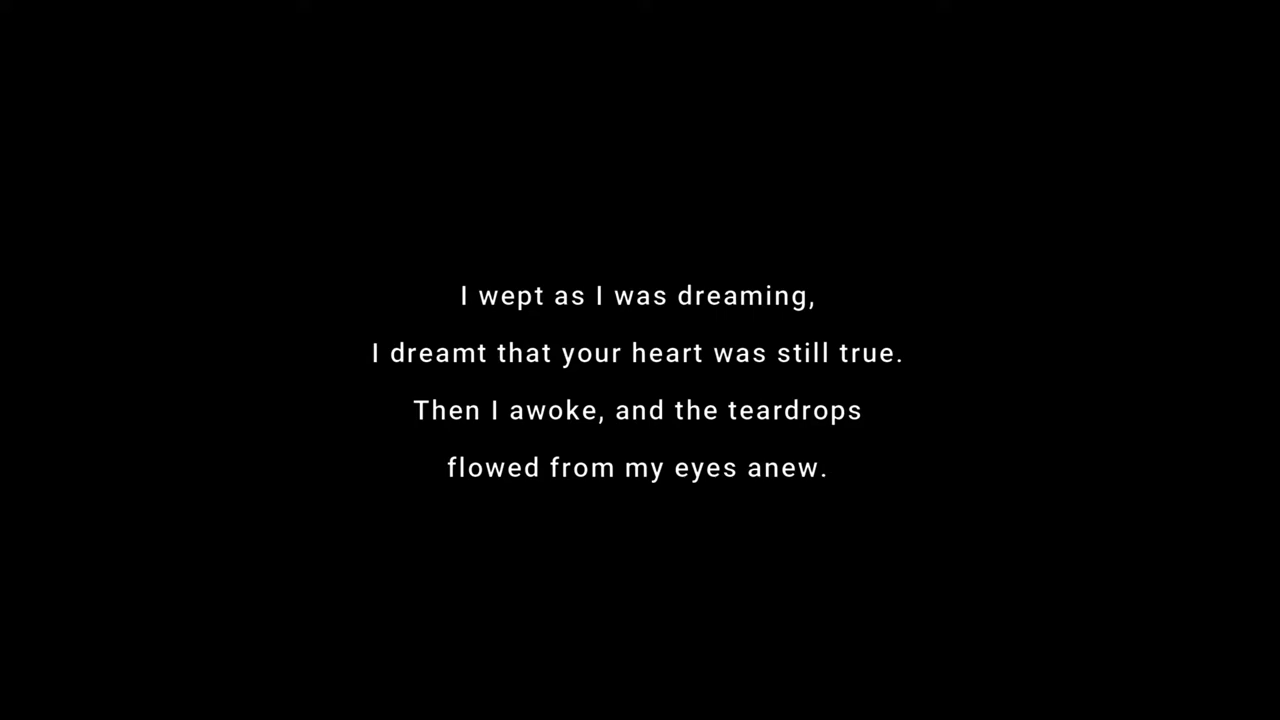 I wept as I was dreaming,
I dreamt that your heart was still true.
Then I awoke, and the teardrops
flowed from my eyes anew.